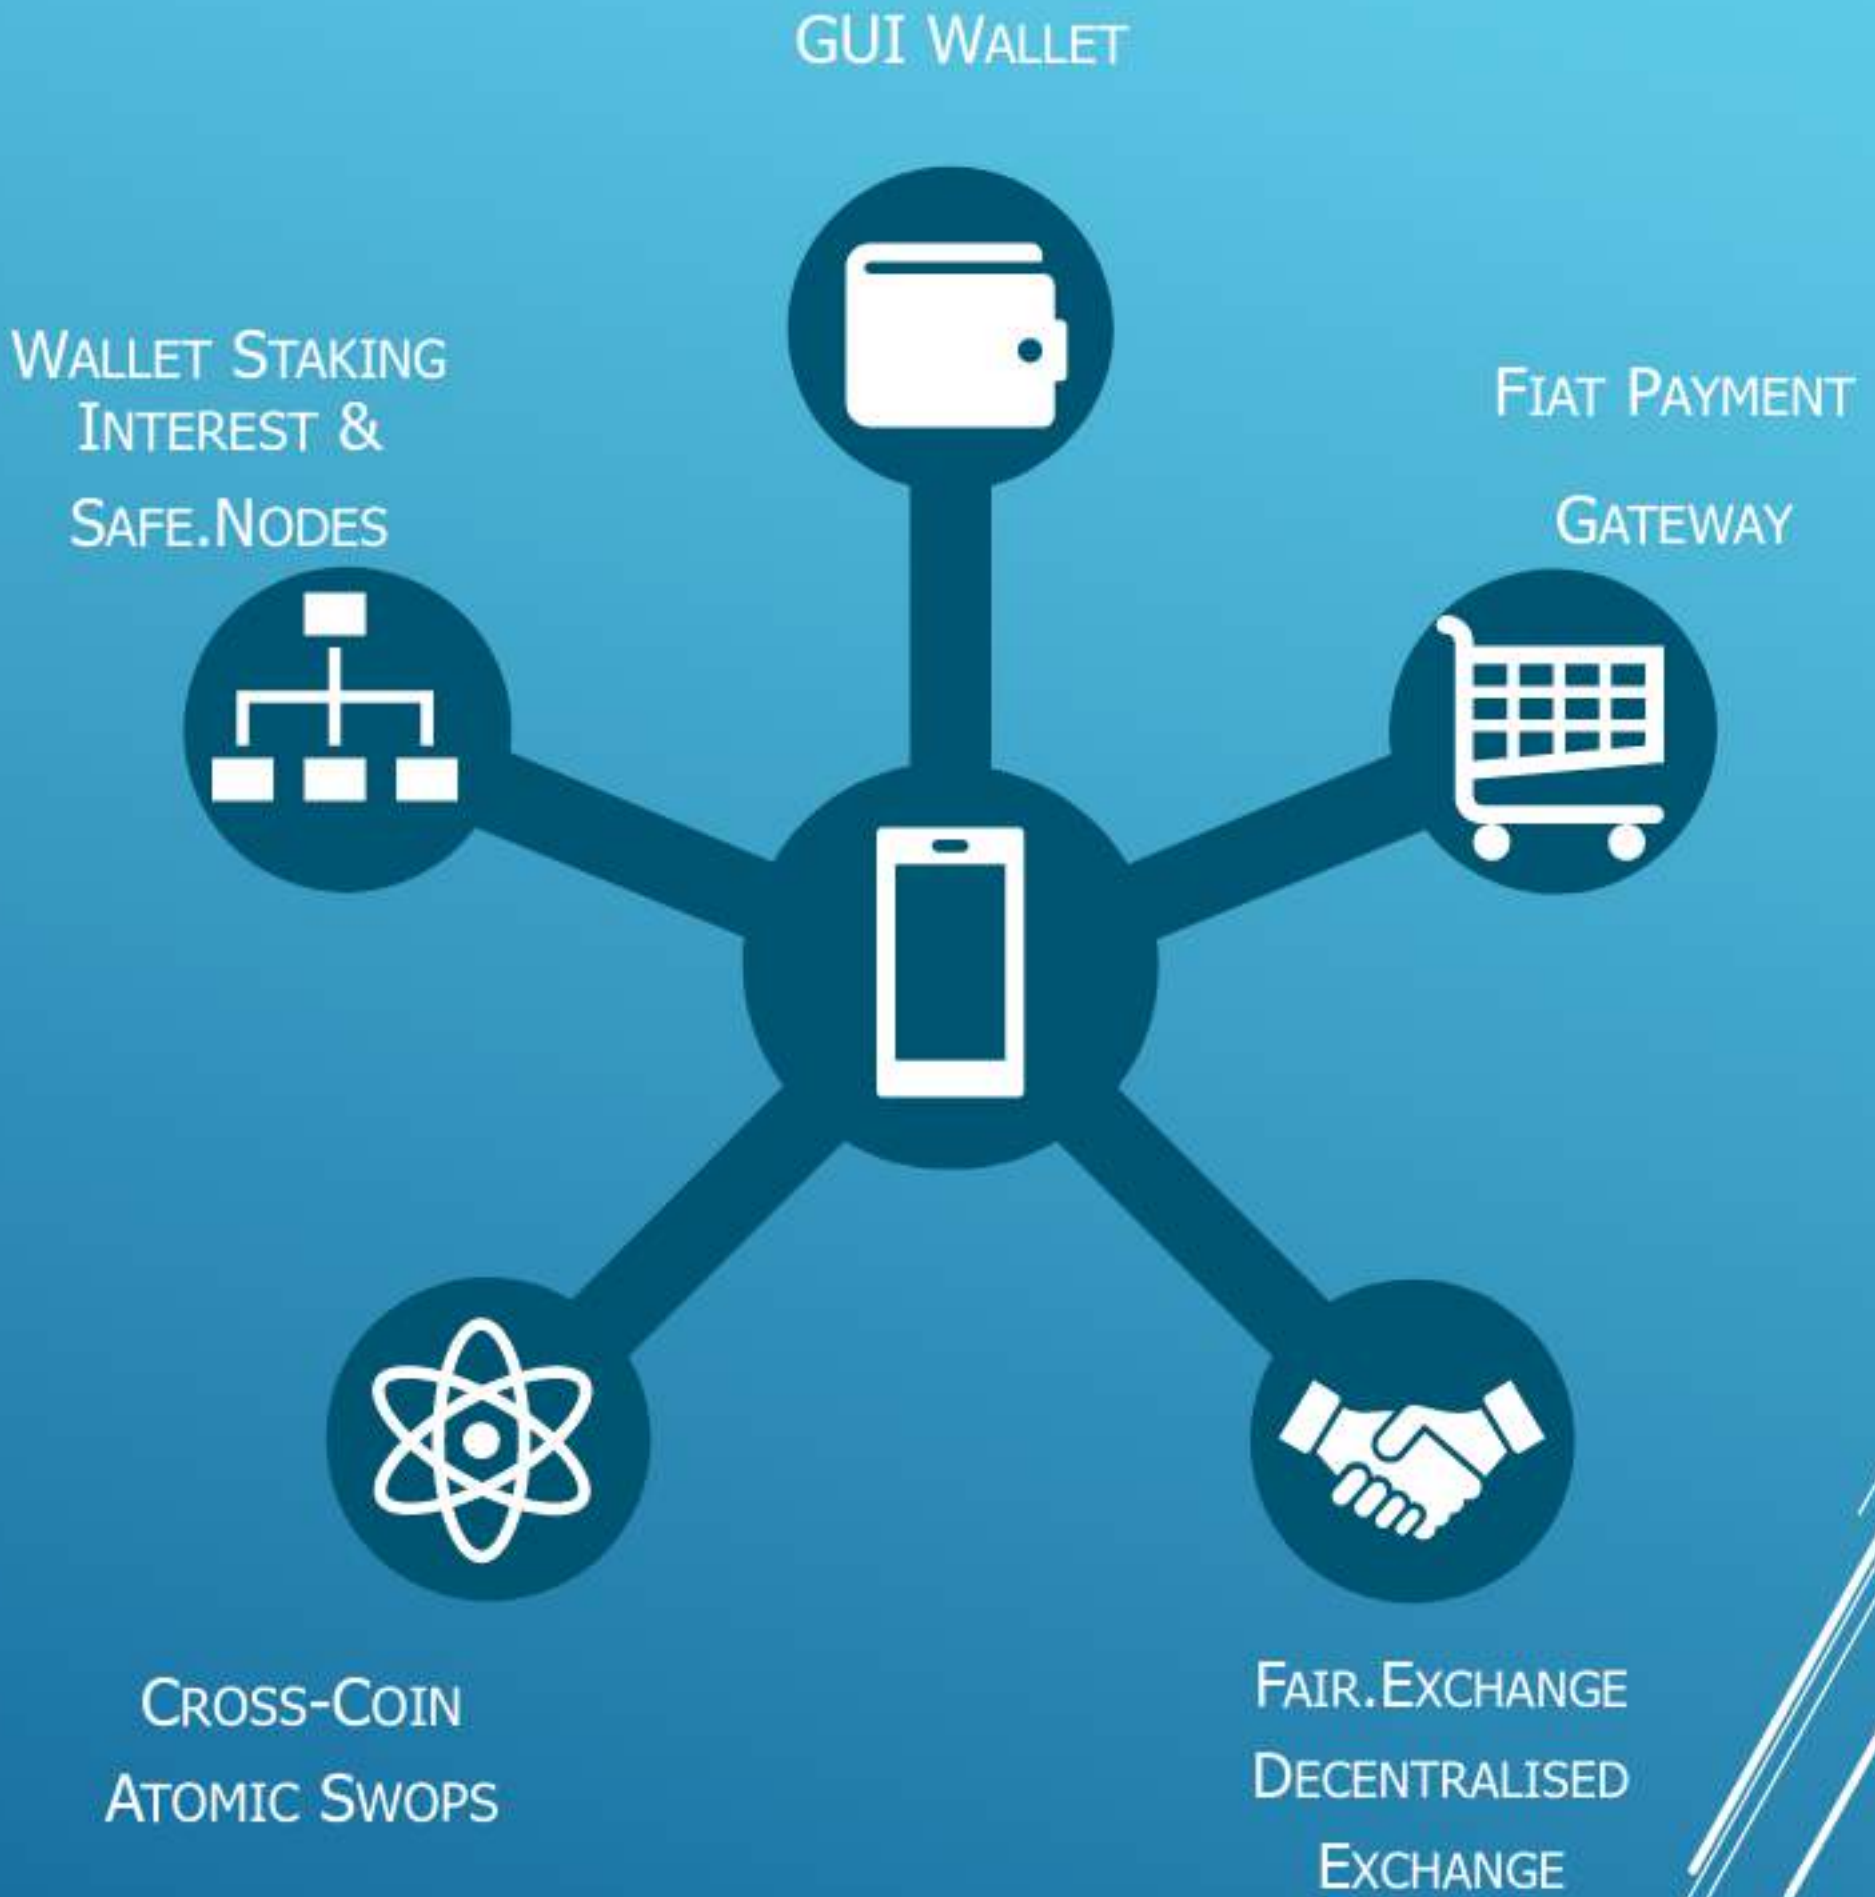 GUI WALLET
WALLET STAKING
INTEREST &
SAFE.NODES
FIAT PAYMENT
GATEWAY
CROSS-COIN
ATOMIC SWOPS
FAIR.EXCHANGE
DECENTRALISED
EXCHANGE